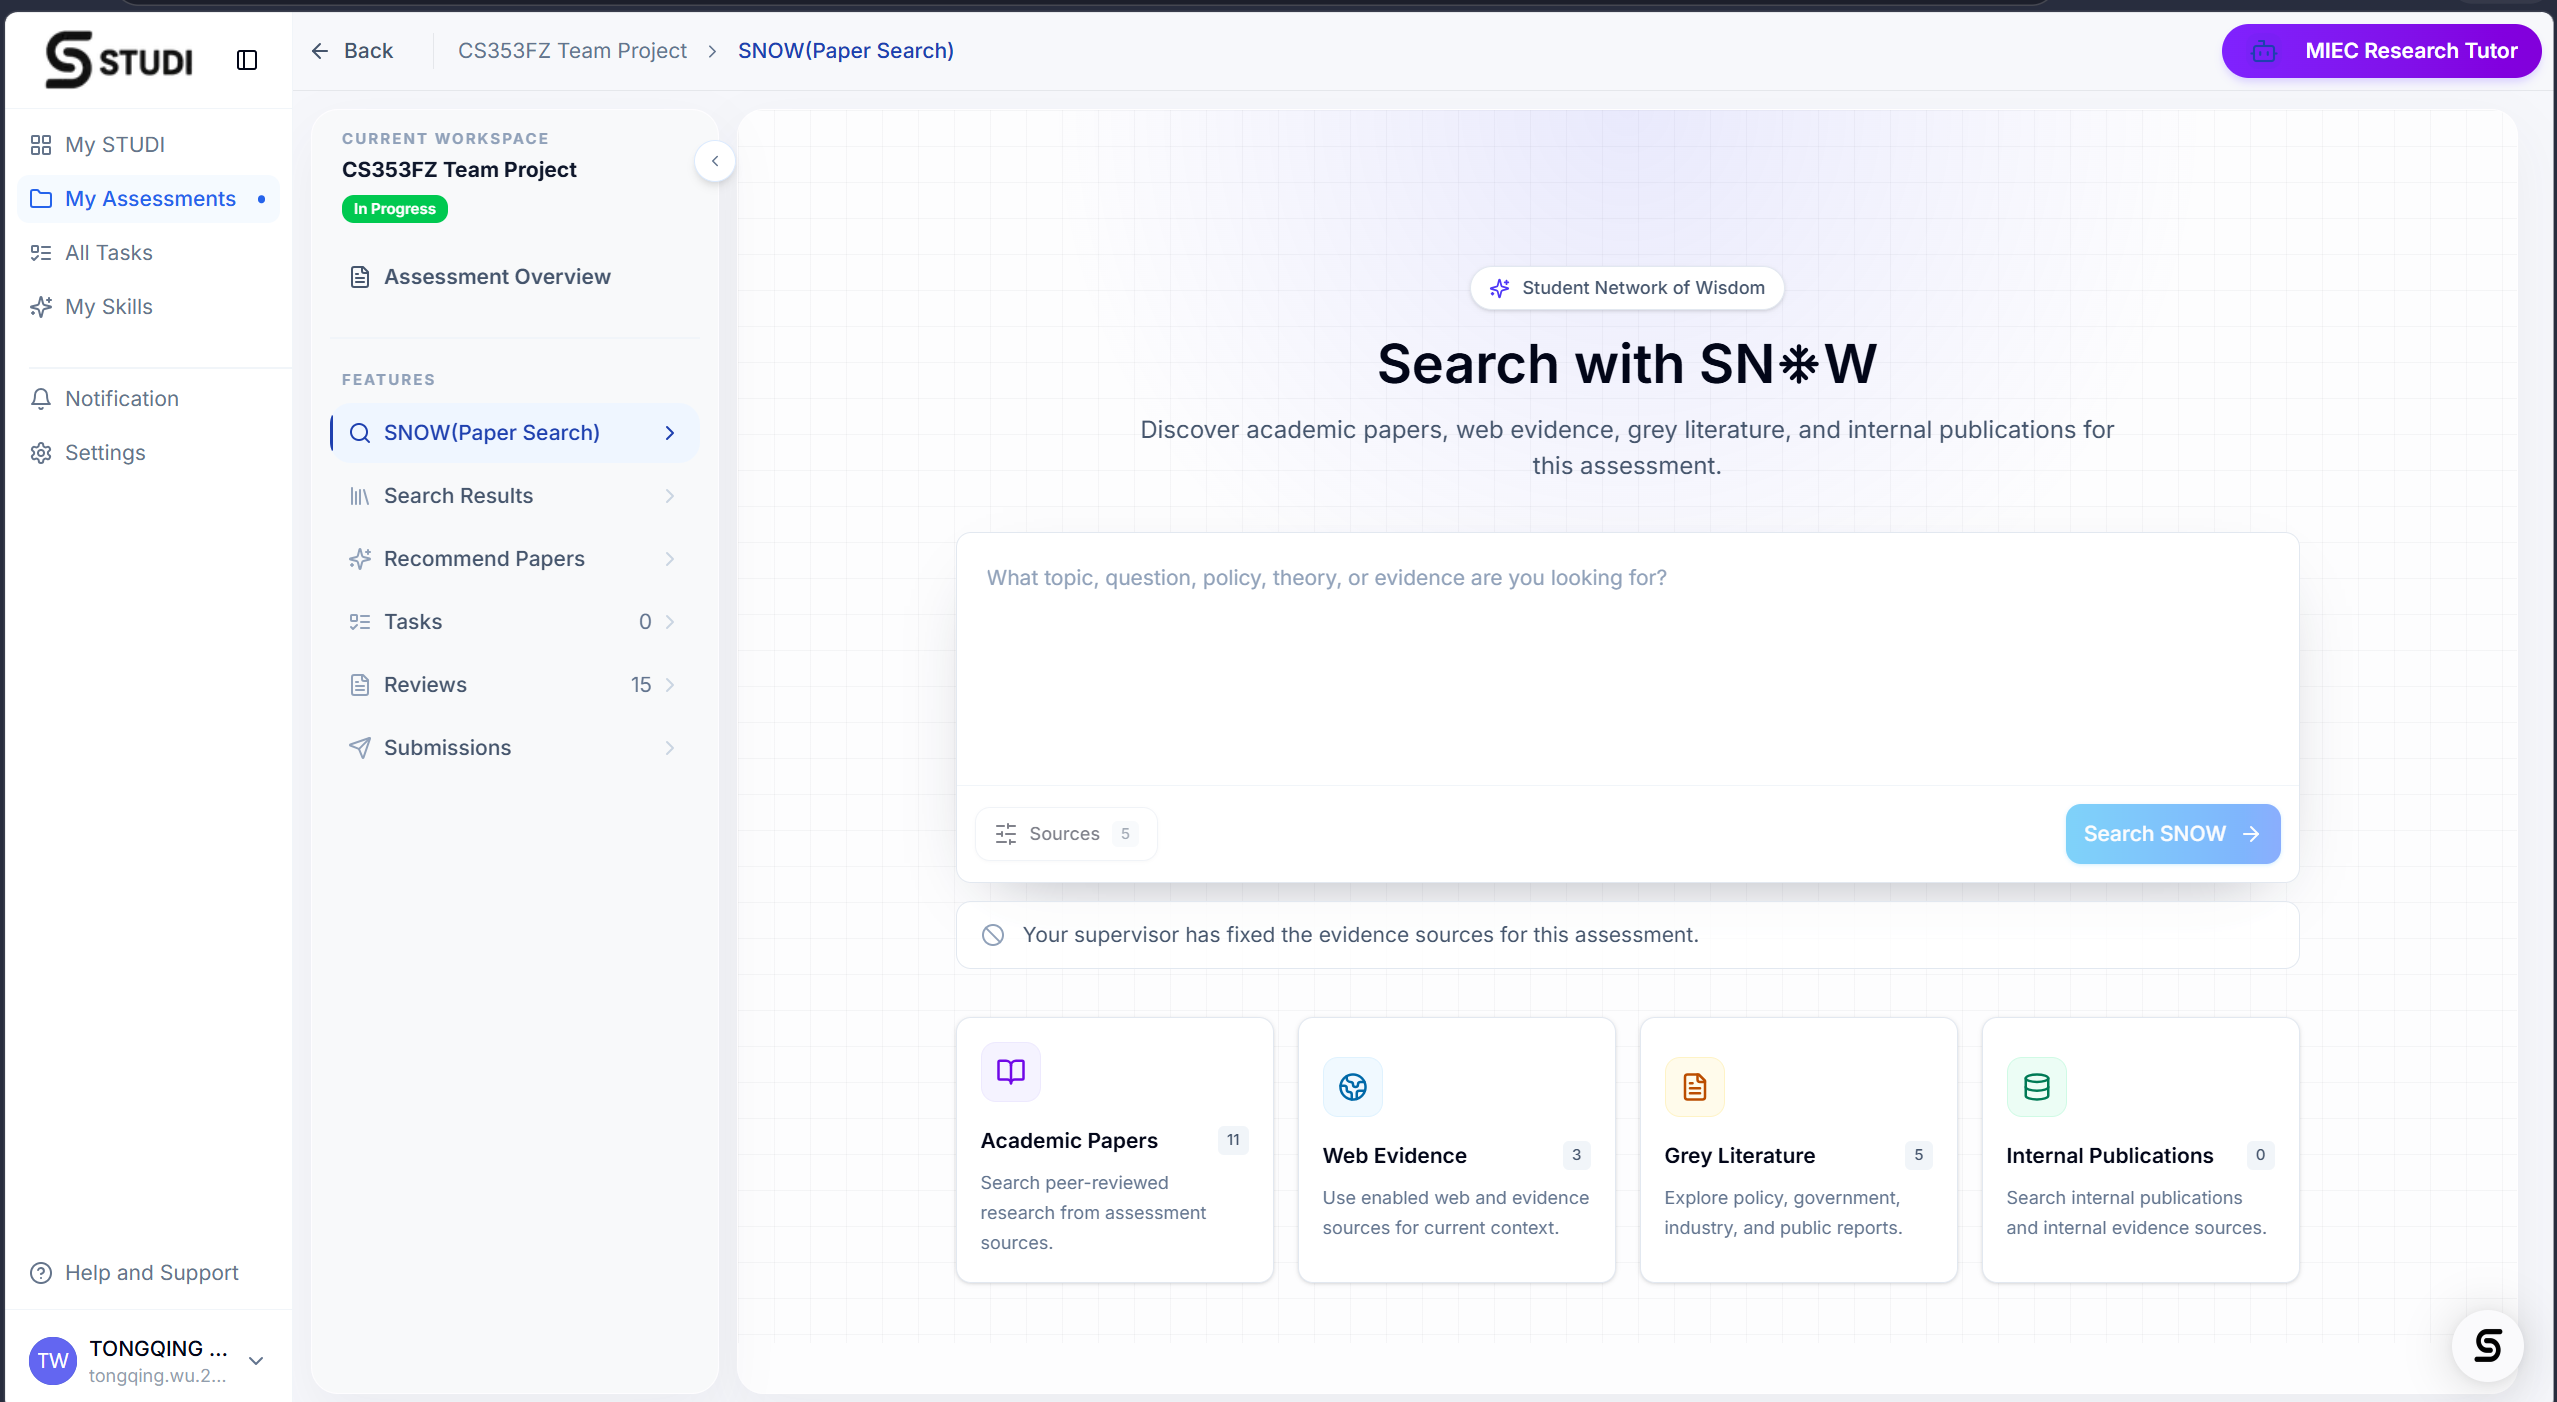 STUDI
My STUDI
My Assessments
All Tasks
My Skills
Notification
Settings
Help and Support
TW
TONGQING ...
tongqing.wu.2...
Back
CS353FZ Team Project
SNOW(Paper Search)
MIEC Research Tutor
CURRENT WORKSPACE
CS353FZ Team Project
In Progress
Assessment Overview
FEATURES
SNOW(Paper Search)
Search Results
Recommend Papers
Tasks 0
Reviews 15
Submissions
Student Network of Wisdom
Search with SN❄W
Discover academic papers, web evidence, grey literature, and internal publications for
this assessment.
What topic, question, policy, theory, or evidence are you looking for?
Sources 5
Search SNOW
Your supervisor has fixed the evidence sources for this assessment.
Academic Papers 11
Search peer-reviewed
research from assessment
sources.
Web Evidence 3
Use enabled web and evidence
sources for current context.
Grey Literature 5
Explore policy, government,
industry, and public reports.
Internal Publications 0
Search internal publications
and internal evidence sources.